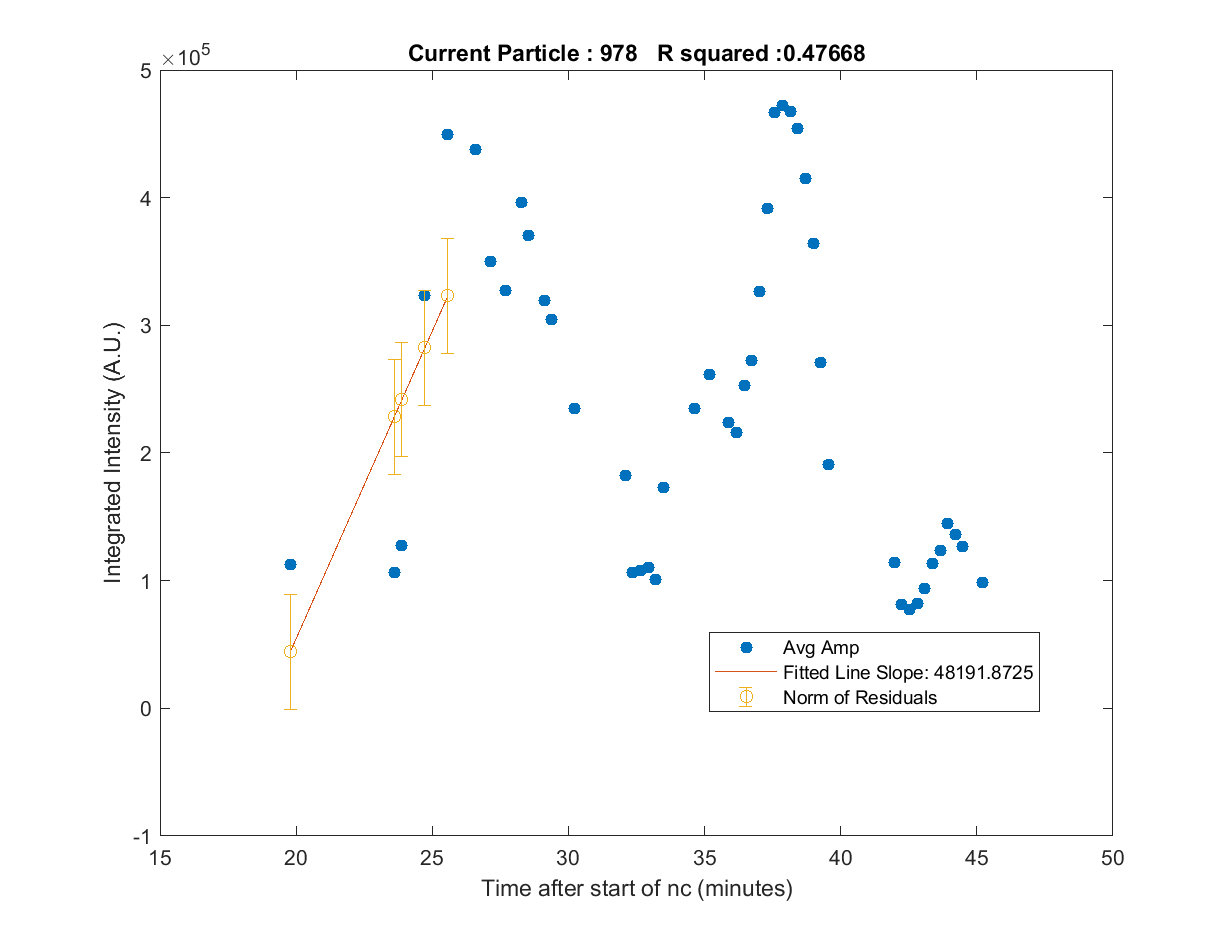 Current Particle : 978   R squared :0.47668
×10^5
5
4
3
2
1
0
-1
Integrated Intensity (A.U.)
Avg Amp
Fitted Line Slope: 48191.8725
Norm of Residuals
15 20 25 30 35 40 45 50
Time after start of nc (minutes)